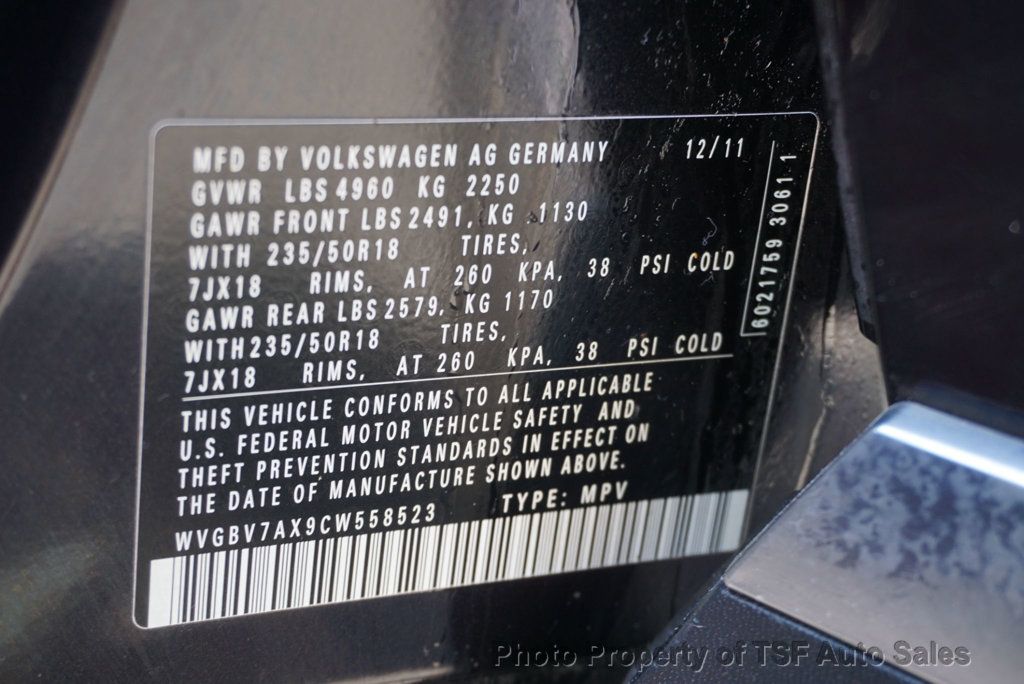 MFD BY VOLKSWAGEN AG GERMANY 12/11
GVWR LBS 4960 KG 2250
GAWR FRONT LBS 2491, KG 1130
WITH 235/50R18 TIRES,
7JX18 RIMS, AT 260 KPA, 38 PSI COLD
GAWR REAR LBS 2579, KG 1170
WITH 235/50R18 TIRES,
7JX18 RIMS, AT 260 KPA, 38 PSI COLD
6021759 3061 1
THIS VEHICLE CONFORMS TO ALL APPLICABLE
U.S. FEDERAL MOTOR VEHICLE SAFETY AND
THEFT PREVENTION STANDARDS IN EFFECT ON
THE DATE OF MANUFACTURE SHOWN ABOVE.
WVGBV7AX9CW558523 TYPE: MPV
Photo Property of TSF Auto Sales